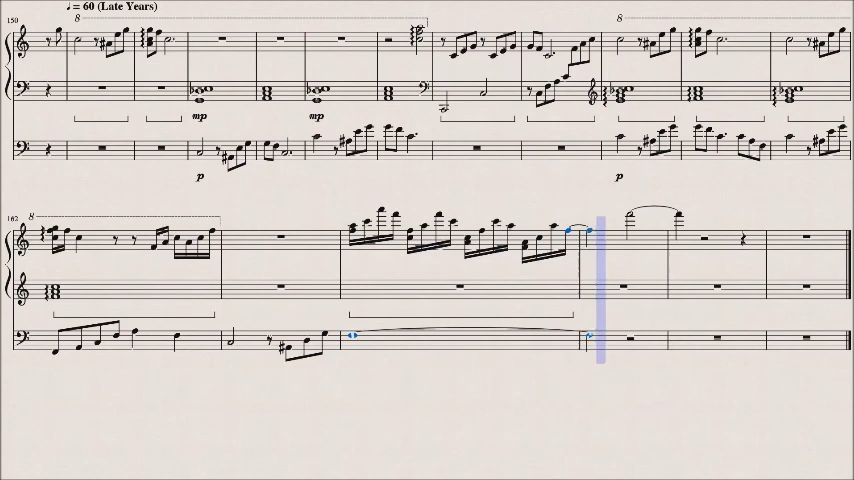 ♩ = 60 (Late Years)
150
8
8
mp
mp
p
p
162
8